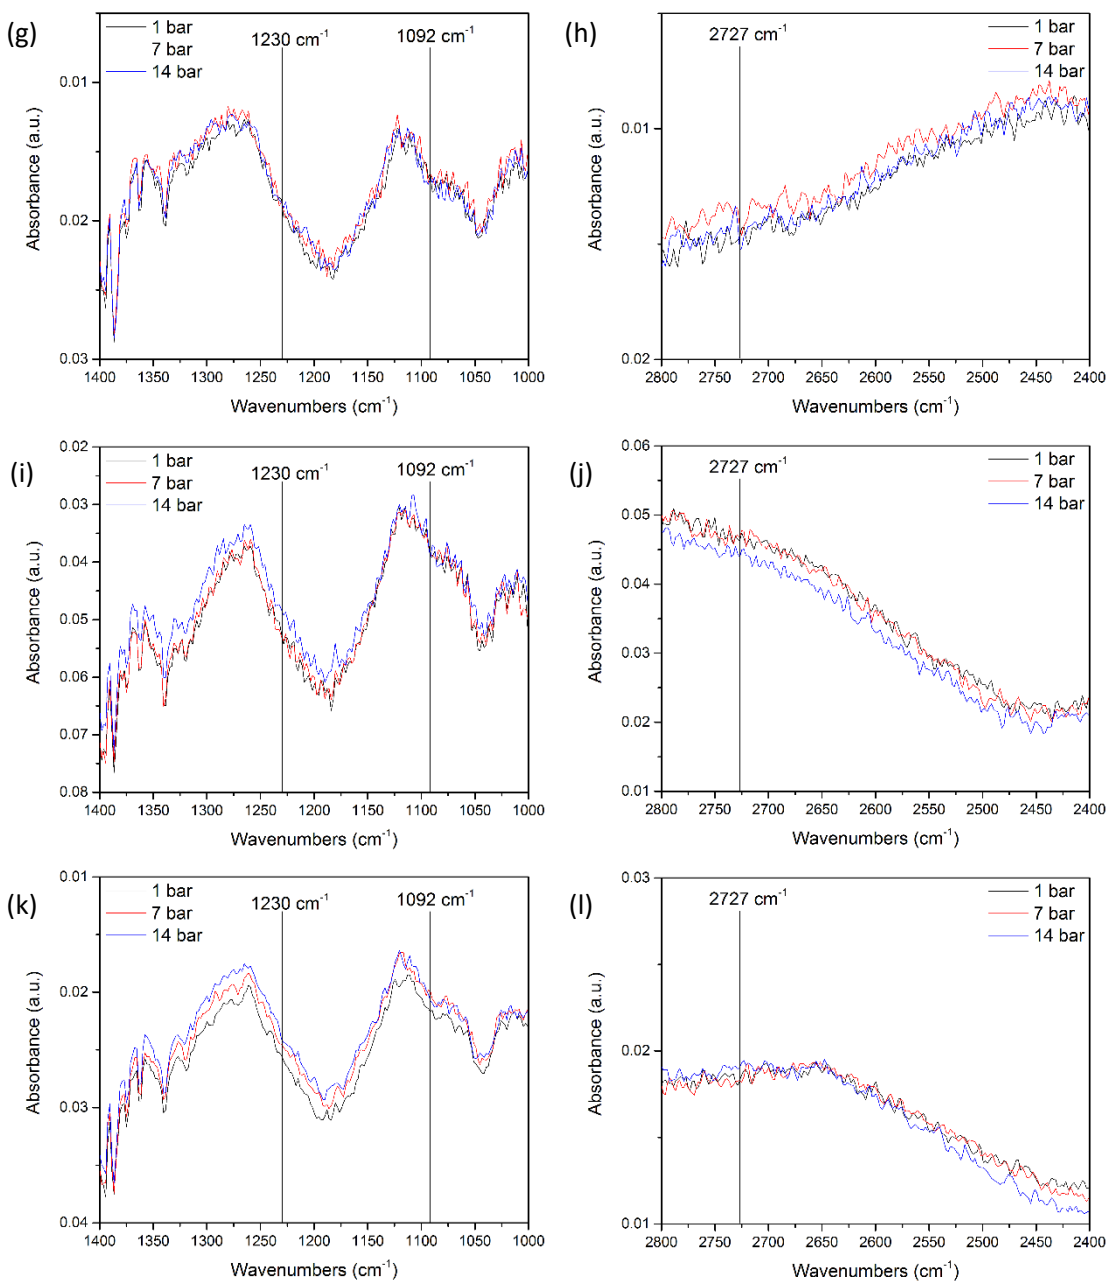 (g)
1 bar
7 bar
14 bar
1230 cm-1
1092 cm-1
0.01
0.02
0.03
Absorbance (a.u.)
1400 1350 1300 1250 1200 1150 1100 1050 1000
Wavenumbers (cm-1)
(h)
2727 cm-1
1 bar
7 bar
14 bar
0.01
0.02
Absorbance (a.u.)
2800 2750 2700 2650 2600 2550 2500 2450 2400
Wavenumbers (cm-1)
(i)
1 bar
7 bar
14 bar
1230 cm-1
1092 cm-1
0.02
0.03
0.04
0.05
0.06
0.07
0.08
Absorbance (a.u.)
1400 1350 1300 1250 1200 1150 1100 1050 1000
Wavenumbers (cm-1)
(j)
2727 cm-1
1 bar
7 bar
14 bar
0.06
0.05
0.04
0.03
0.02
0.01
Absorbance (a.u.)
2800 2750 2700 2650 2600 2550 2500 2450 2400
Wavenumbers (cm-1)
(k)
1 bar
7 bar
14 bar
1230 cm-1
1092 cm-1
0.01
0.02
0.03
0.04
Absorbance (a.u.)
1400 1350 1300 1250 1200 1150 1100 1050 1000
Wavenumbers (cm-1)
(l)
2727 cm-1
1 bar
7 bar
14 bar
0.03
0.02
0.01
Absorbance (a.u.)
2800 2750 2700 2650 2600 2550 2500 2450 2400
Wavenumbers (cm-1)